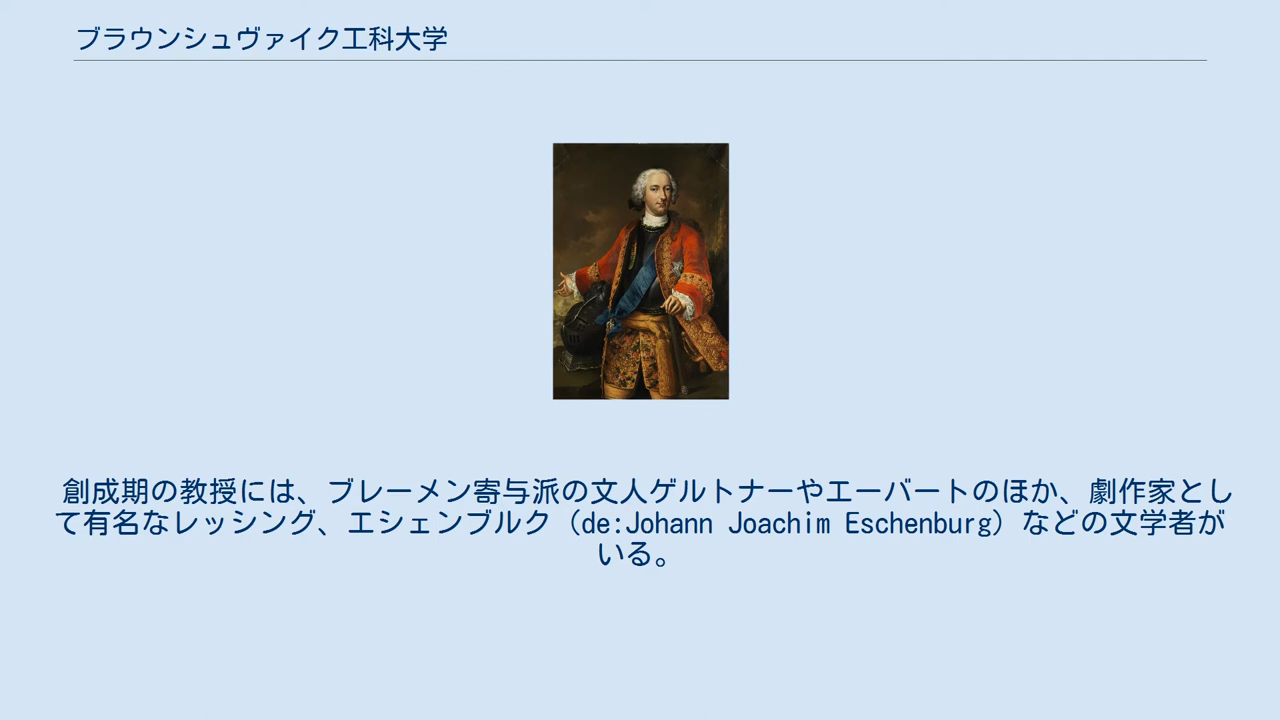 ブラウンシュヴァイク工科大学
創成期の教授には、ブレーメン寄与派の文人ゲルトナーやエーバートのほか、劇作家とし
て有名なレッシング、エシェンブルク（de:Johann Joachim Eschenburg）などの文学者が
いる。